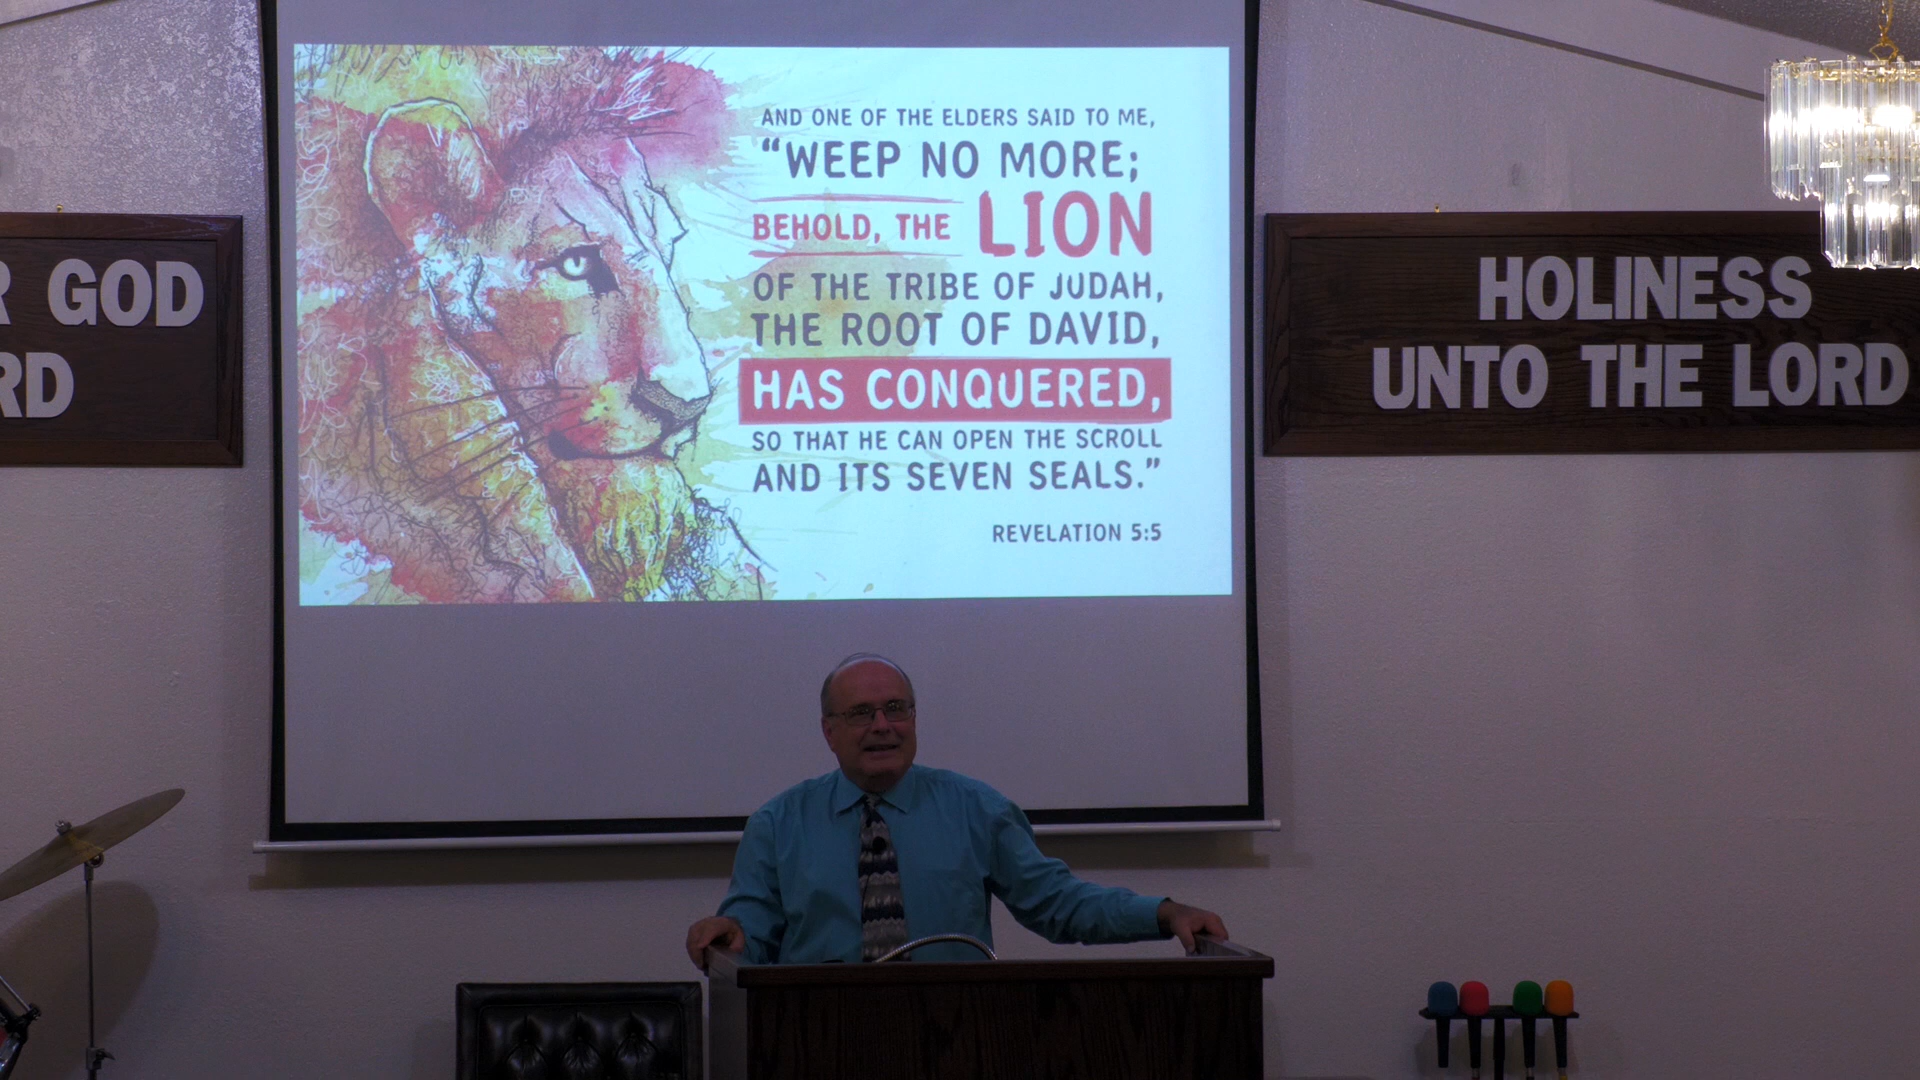 AND ONE OF THE ELDERS SAID TO ME,
“WEEP NO MORE;
BEHOLD, THE LION
OF THE TRIBE OF JUDAH,
THE ROOT OF DAVID,
HAS CONQUERED,
SO THAT HE CAN OPEN THE SCROLL
AND ITS SEVEN SEALS.”
REVELATION 5:5
GOD
HOLINESS
UNTO THE LORD